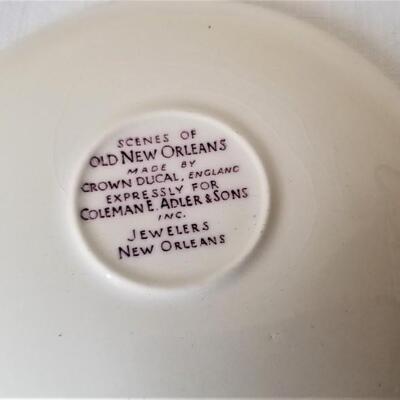 SCENES OF
OLD NEW ORLEANS
MADE BY
CROWN DUCAL, ENGLAND
EXPRESSLY FOR
COLEMAN E. ADLER & SONS
INC.
JEWELERS
NEW ORLEANS